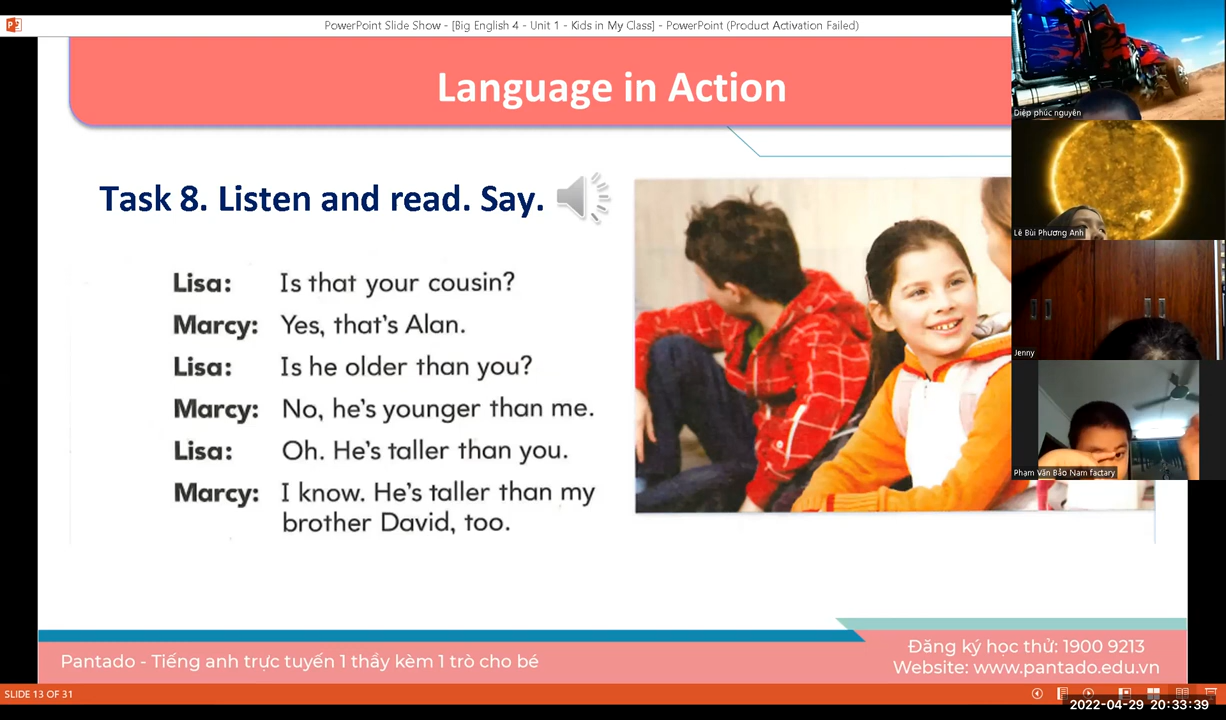 PowerPoint Slide Show - [Big English 4 - Unit 1 - Kids in My Class] - PowerPoint (Product Activation Failed)
Language in Action
Diệp phúc nguyên
Task 8. Listen and read. Say.
Lê Bùi Phương Anh
Lisa: Is that your cousin?
Marcy: Yes, that's Alan.
Jenny
Lisa: Is he older than you?
Marcy: No, he's younger than me.
Lisa: Oh. He's taller than you.
Phạm Văn Bảo Nam factary
Marcy: I know. He's taller than my
brother David, too.
Pantado - Tiếng anh trực tuyến 1 thầy kèm 1 trò cho bé
Đăng ký học thử: 1900 9213
Website: www.pantado.edu.vn
SLIDE 13 OF 31
2022-04-29 20:33:39